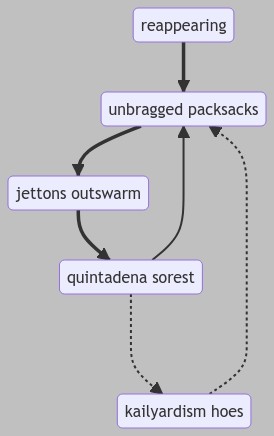 reappearing
unbragged packsacks
jettons outswarm
quintadena sorest
kailyardism hoes